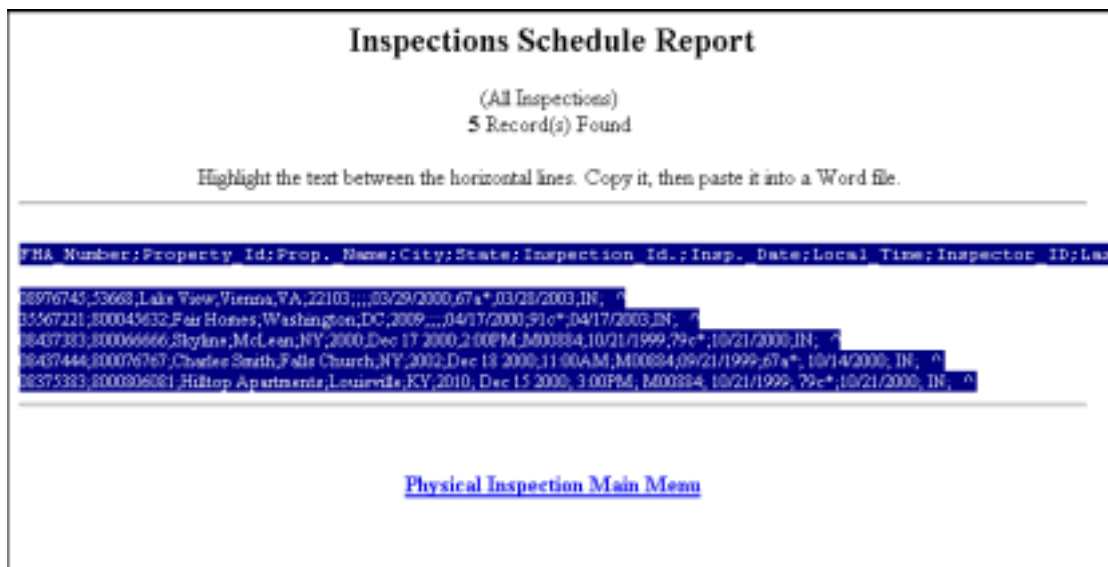 Inspections Schedule Report
(All Inspections)
5 Record(s) Found
Highlight the text between the horizontal lines. Copy it, then paste it into a Word file.
FHA Number;Property Id;Prop. Name;City;State;Inspection Id.;Insp. Date;Local Time;Inspector ID;Las
08976745;53668;Lake View;Vienna;VA;22103;;;;03/29/2000;67a*;03/28/2003;IN; ^
35567221;800045632;Fair Homes;Washington;DC;2009;;;;04/17/2000;91c*;04/17/2003;IN; ^
08437383;800066666;Skyline;McLean;NY;2000;Dec 17 2000;2:00PM;M00884;10/21/1999;79c*;10/21/2000;IN; ^
08437444;800076767;Charles Smith;Falls Church;NY;2002;Dec 18 2000;11:00AM;M00884;09/21/1999;67a*; 10/14/2000; IN; ^
08375383;8000806081;Hilltop Apartments;Louisville;KY;2010; Dec 15 2000; 3:00PM; M00884; 10/21/1999; 79c*;10/21/2000; IN; ^
Physical Inspection Main Menu